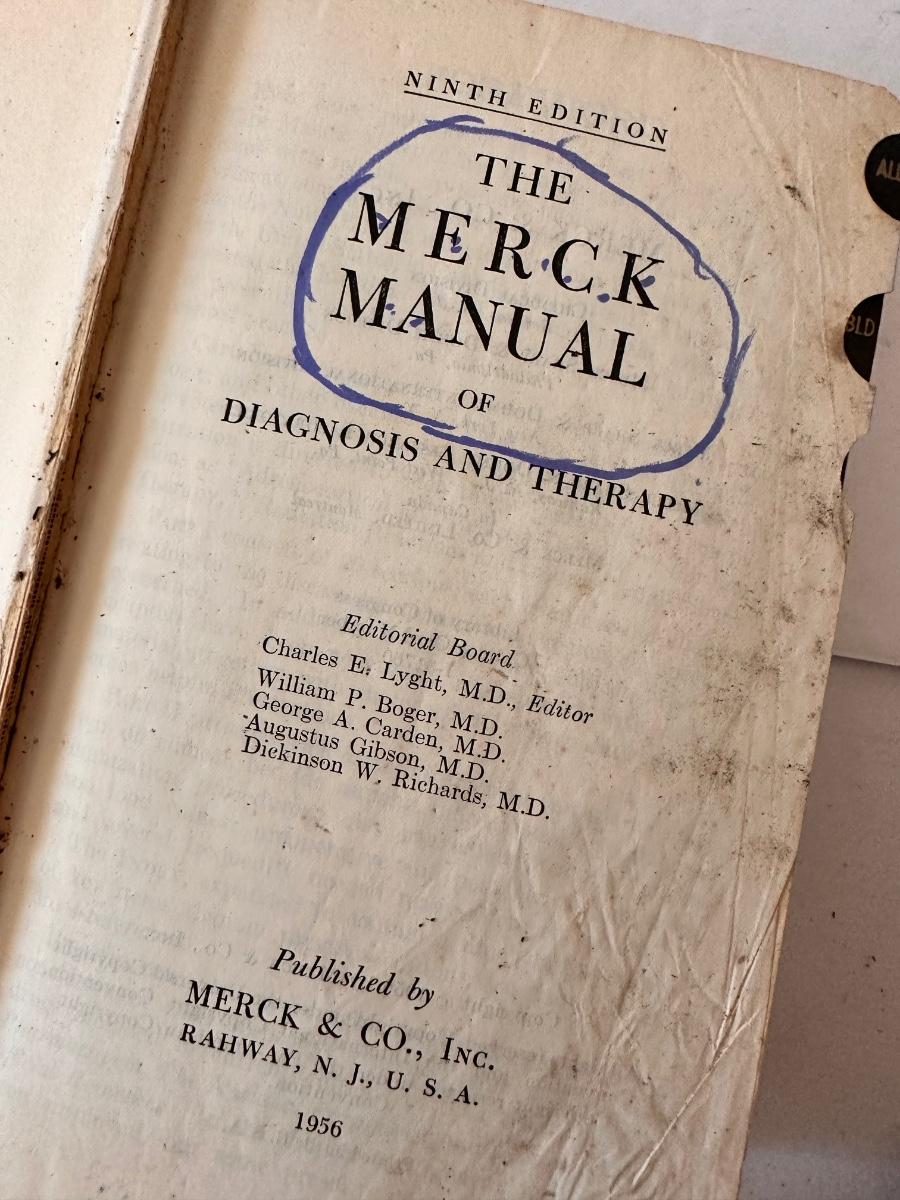 NINTH EDITION
THE
MERCK
MANUAL
OF
DIAGNOSIS AND THERAPY
Editorial Board
Charles E. Lyght, M.D., Editor
William P. Boger, M.D.
George A. Carden, M.D.
Augustus Gibson, M.D.
Dickinson W. Richards, M.D.
Published by
MERCK & CO., INC.
RAHWAY, N. J., U. S. A.
1956
BLD